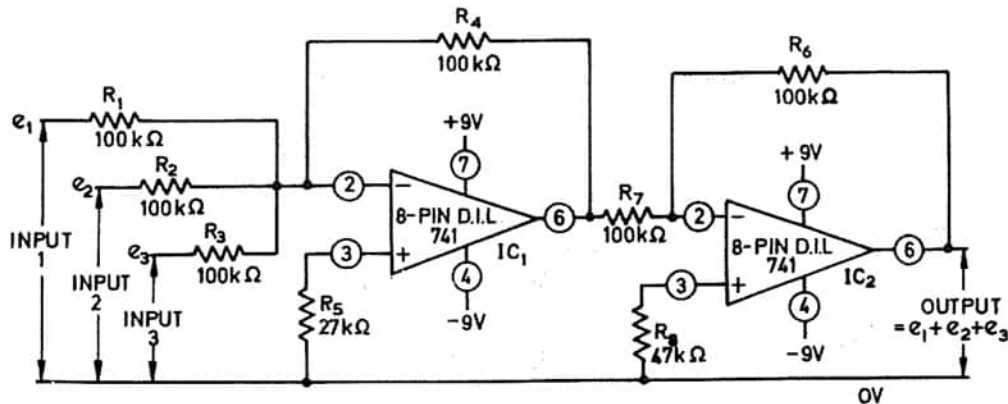 R4
100kΩ
R6
100kΩ
R1
e1
100kΩ
+9V
7
+9V
7
R2
e2
100kΩ
2
−
R7
100kΩ
2
−
8-PIN D.I.L
741
6
8-PIN D.I.L
741
6
R3
e3
100kΩ
3
+
IC1
4
-9V
INPUT
1
INPUT
2
INPUT
3
R5
27kΩ
3
+
IC2
4
-9V
R8
47kΩ
OUTPUT
=e1+e2+e3
0V